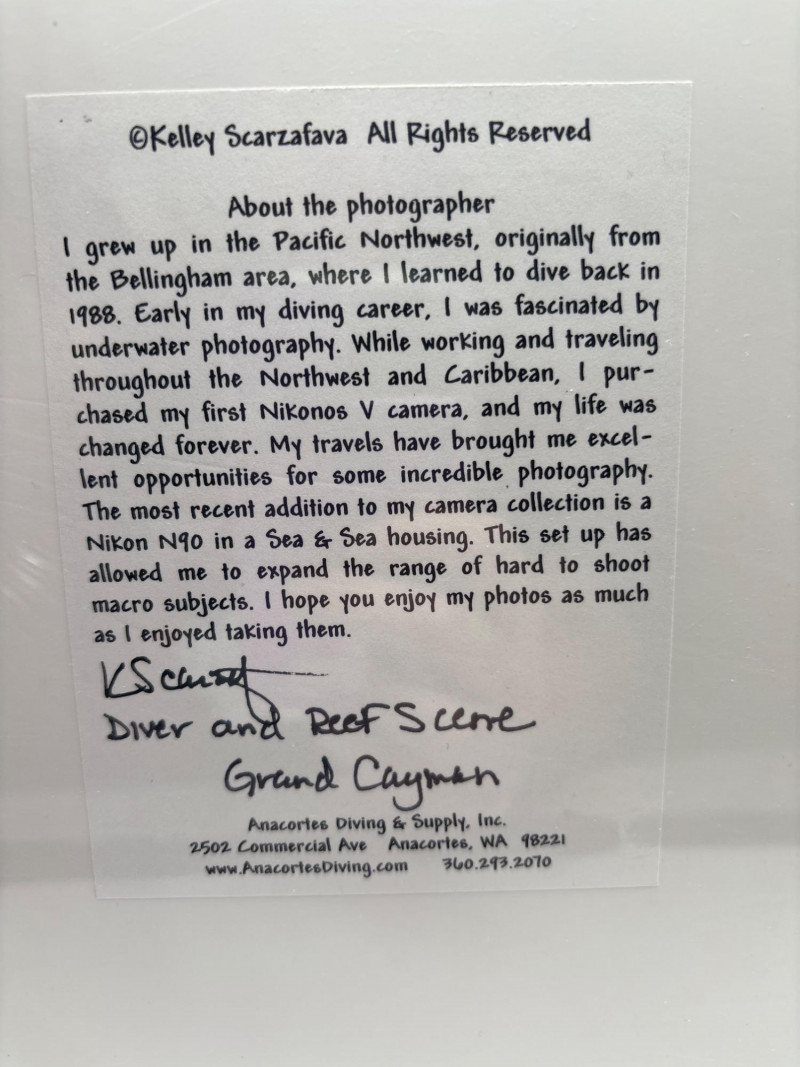 ©Kelley Scarzafava All Rights Reserved
About the photographer
I grew up in the Pacific Northwest, originally from
the Bellingham area, where I learned to dive back in
1988. Early in my diving career, I was fascinated by
underwater photography. While working and traveling
throughout the Northwest and Caribbean, I pur-
chased my first Nikonos V camera, and my life was
changed forever. My travels have brought me excel-
lent opportunities for some incredible photography.
The most recent addition to my camera collection is a
Nikon N90 in a Sea & Sea housing. This set up has
allowed me to expand the range of hard to shoot
macro subjects. I hope you enjoy my photos as much
as I enjoyed taking them.
Diver and Reef Scene
Grand Cayman
Anacortes Diving & Supply, Inc.
2502 Commercial Ave Anacortes, WA 98221
www.AnacortesDiving.com 360.293.2070